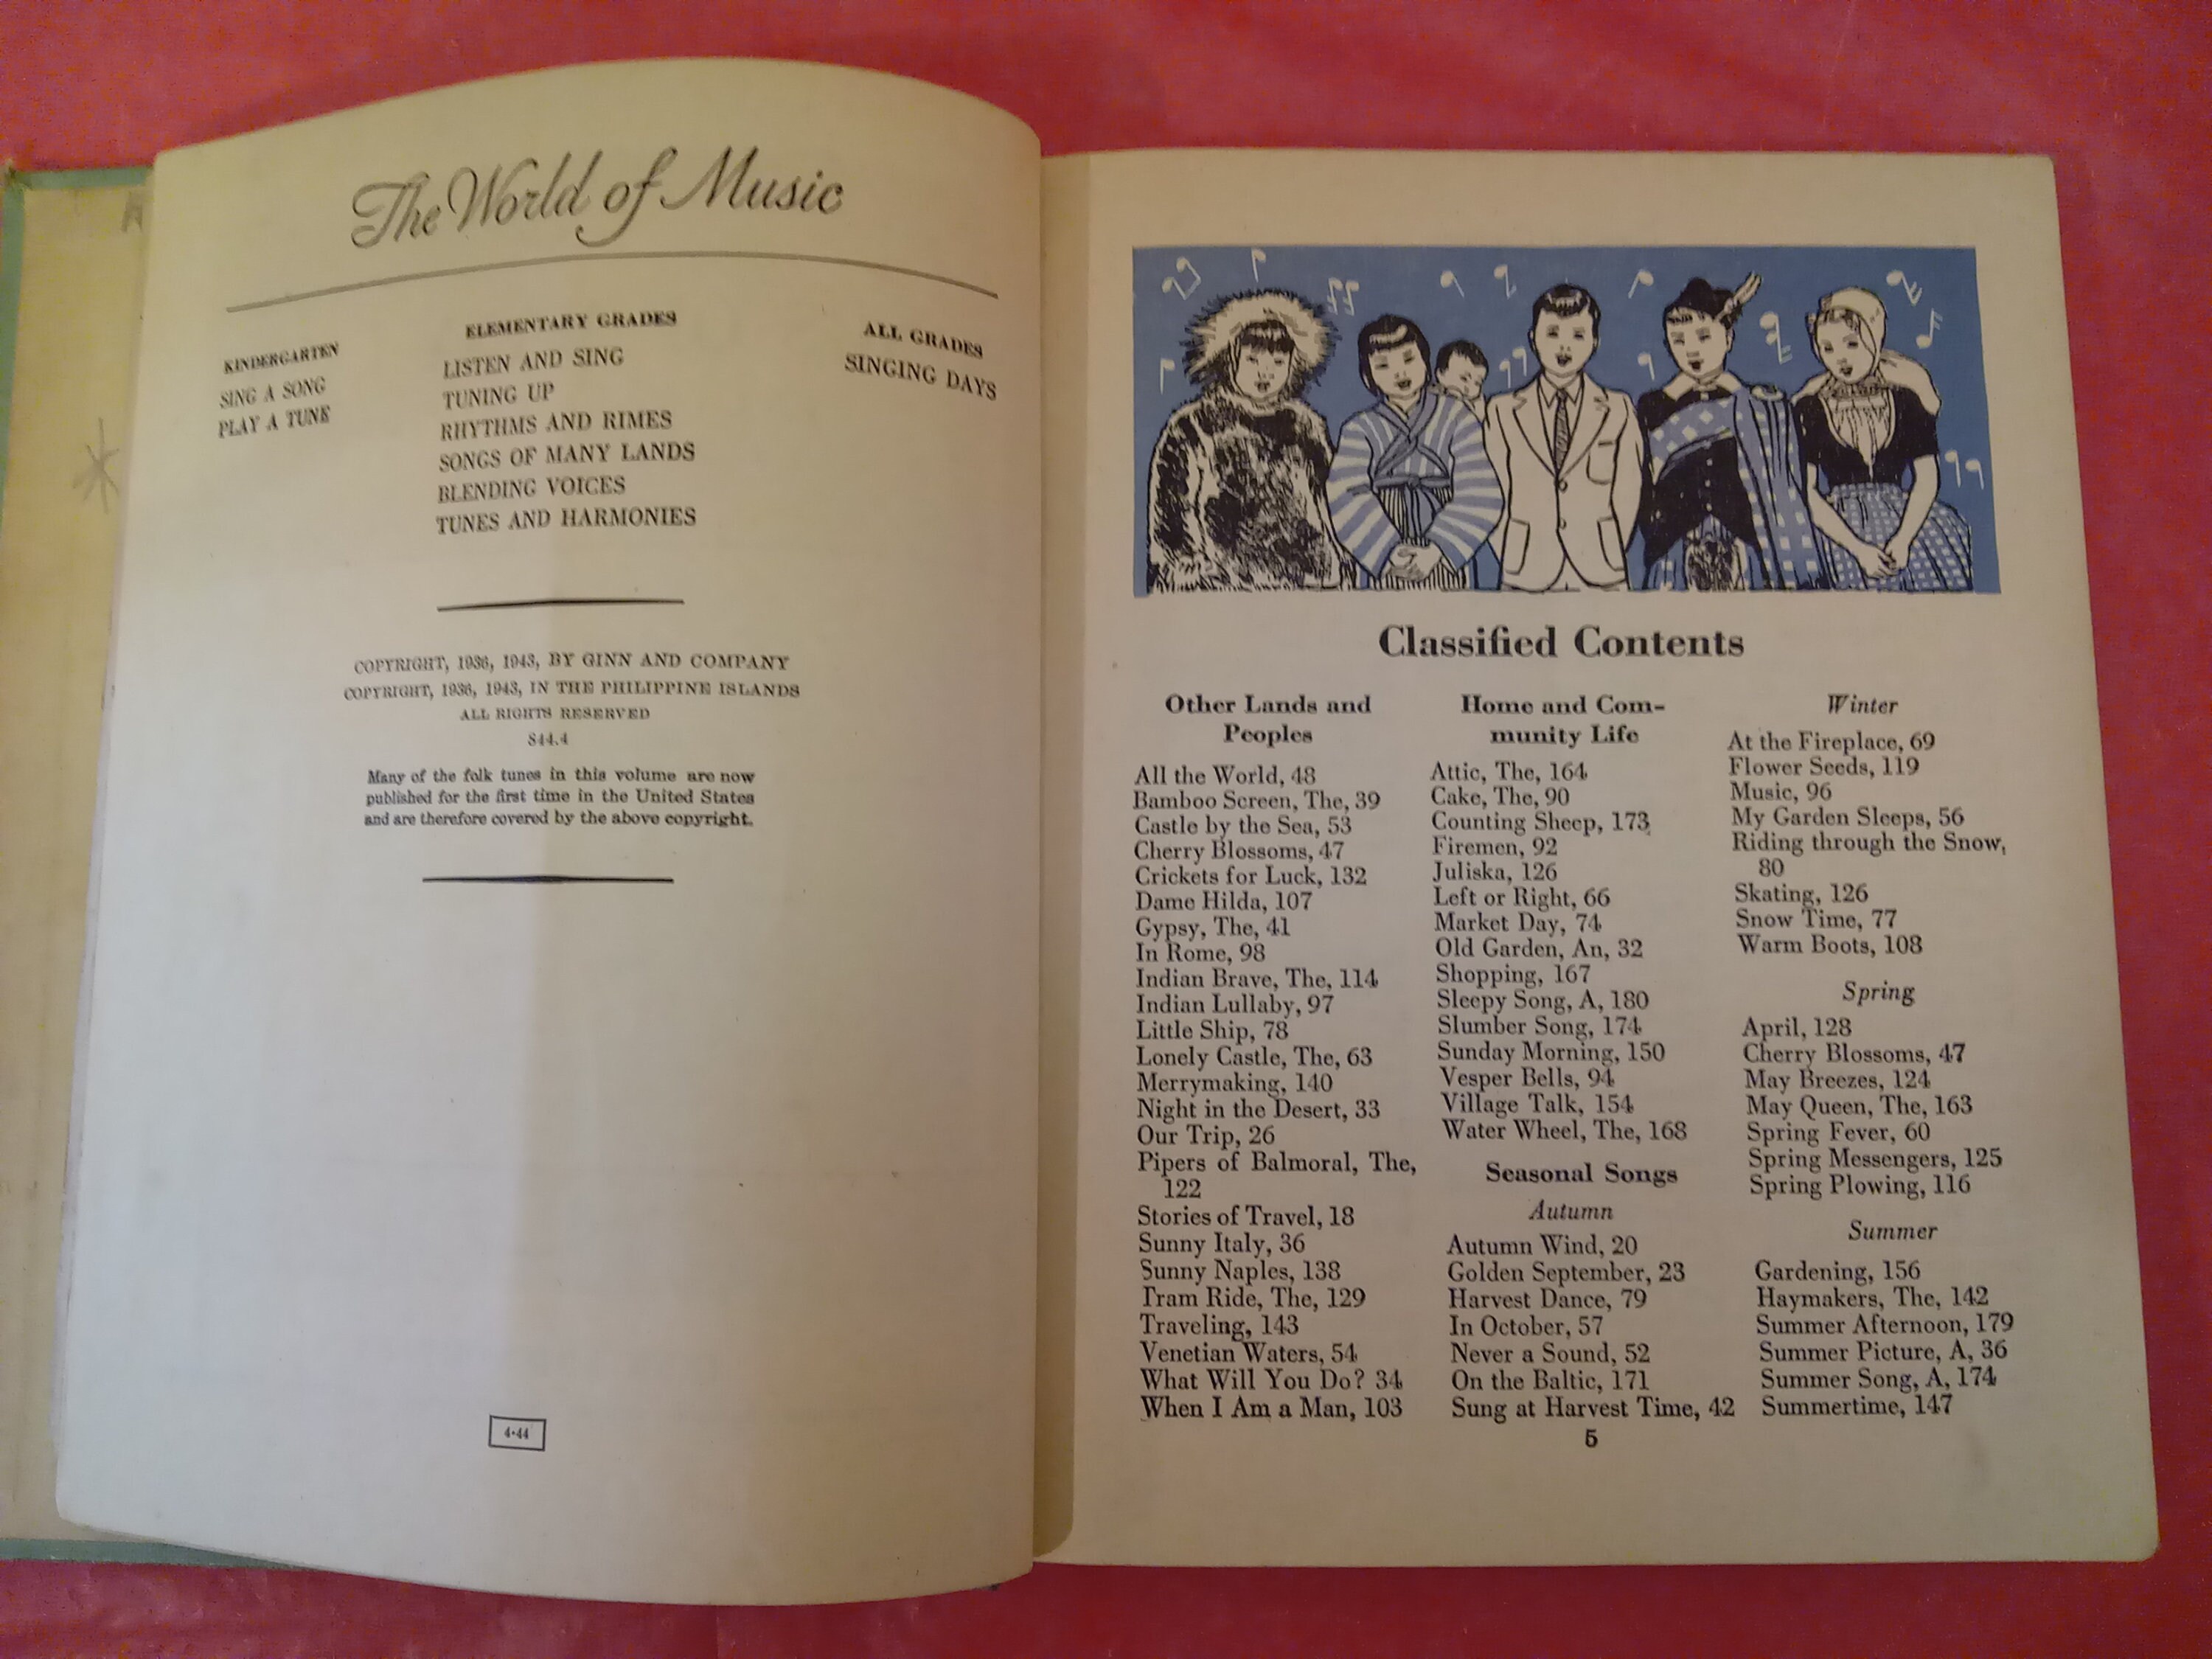 The World of Music
KINDERGARTEN
SING A SONG
PLAY A TUNE
ELEMENTARY GRADES
LISTEN AND SING
TUNING UP
RHYTHMS AND RIMES
SONGS OF MANY LANDS
BLENDING VOICES
TUNES AND HARMONIES
ALL GRADES
SINGING DAYS
COPYRIGHT, 1936, 1943, BY GINN AND COMPANY
COPYRIGHT, 1936, 1943, IN THE PHILIPPINE ISLANDS
ALL RIGHTS RESERVED
844.4
Many of the folk tunes in this volume are now
published for the first time in the United States
and are therefore covered by the above copyright.
4·44
Classified Contents
Other Lands and
Peoples
All the World, 48
Bamboo Screen, The, 39
Castle by the Sea, 53
Cherry Blossoms, 47
Crickets for Luck, 132
Dame Hilda, 107
Gypsy, The, 41
In Rome, 98
Indian Brave, The, 114
Indian Lullaby, 97
Little Ship, 78
Lonely Castle, The, 63
Merrymaking, 140
Night in the Desert, 33
Our Trip, 26
Pipers of Balmoral, The,
122
Stories of Travel, 18
Sunny Italy, 36
Sunny Naples, 138
Tram Ride, The, 129
Traveling, 143
Venetian Waters, 54
What Will You Do? 34
When I Am a Man, 103
Home and Com-
munity Life
Attic, The, 164
Cake, The, 90
Counting Sheep, 173
Firemen, 92
Juliska, 126
Left or Right, 66
Market Day, 74
Old Garden, An, 32
Shopping, 167
Sleepy Song, A, 180
Slumber Song, 174
Sunday Morning, 150
Vesper Bells, 94
Village Talk, 154
Water Wheel, The, 168
Seasonal Songs
Autumn
Autumn Wind, 20
Golden September, 23
Harvest Dance, 79
In October, 57
Never a Sound, 52
On the Baltic, 171
Sung at Harvest Time, 42
Winter
At the Fireplace, 69
Flower Seeds, 119
Music, 96
My Garden Sleeps, 56
Riding through the Snow,
80
Skating, 126
Snow Time, 77
Warm Boots, 108
Spring
April, 128
Cherry Blossoms, 47
May Breezes, 124
May Queen, The, 163
Spring Fever, 60
Spring Messengers, 125
Spring Plowing, 116
Summer
Gardening, 156
Haymakers, The, 142
Summer Afternoon, 179
Summer Picture, A, 36
Summer Song, A, 174
Summertime, 147
5